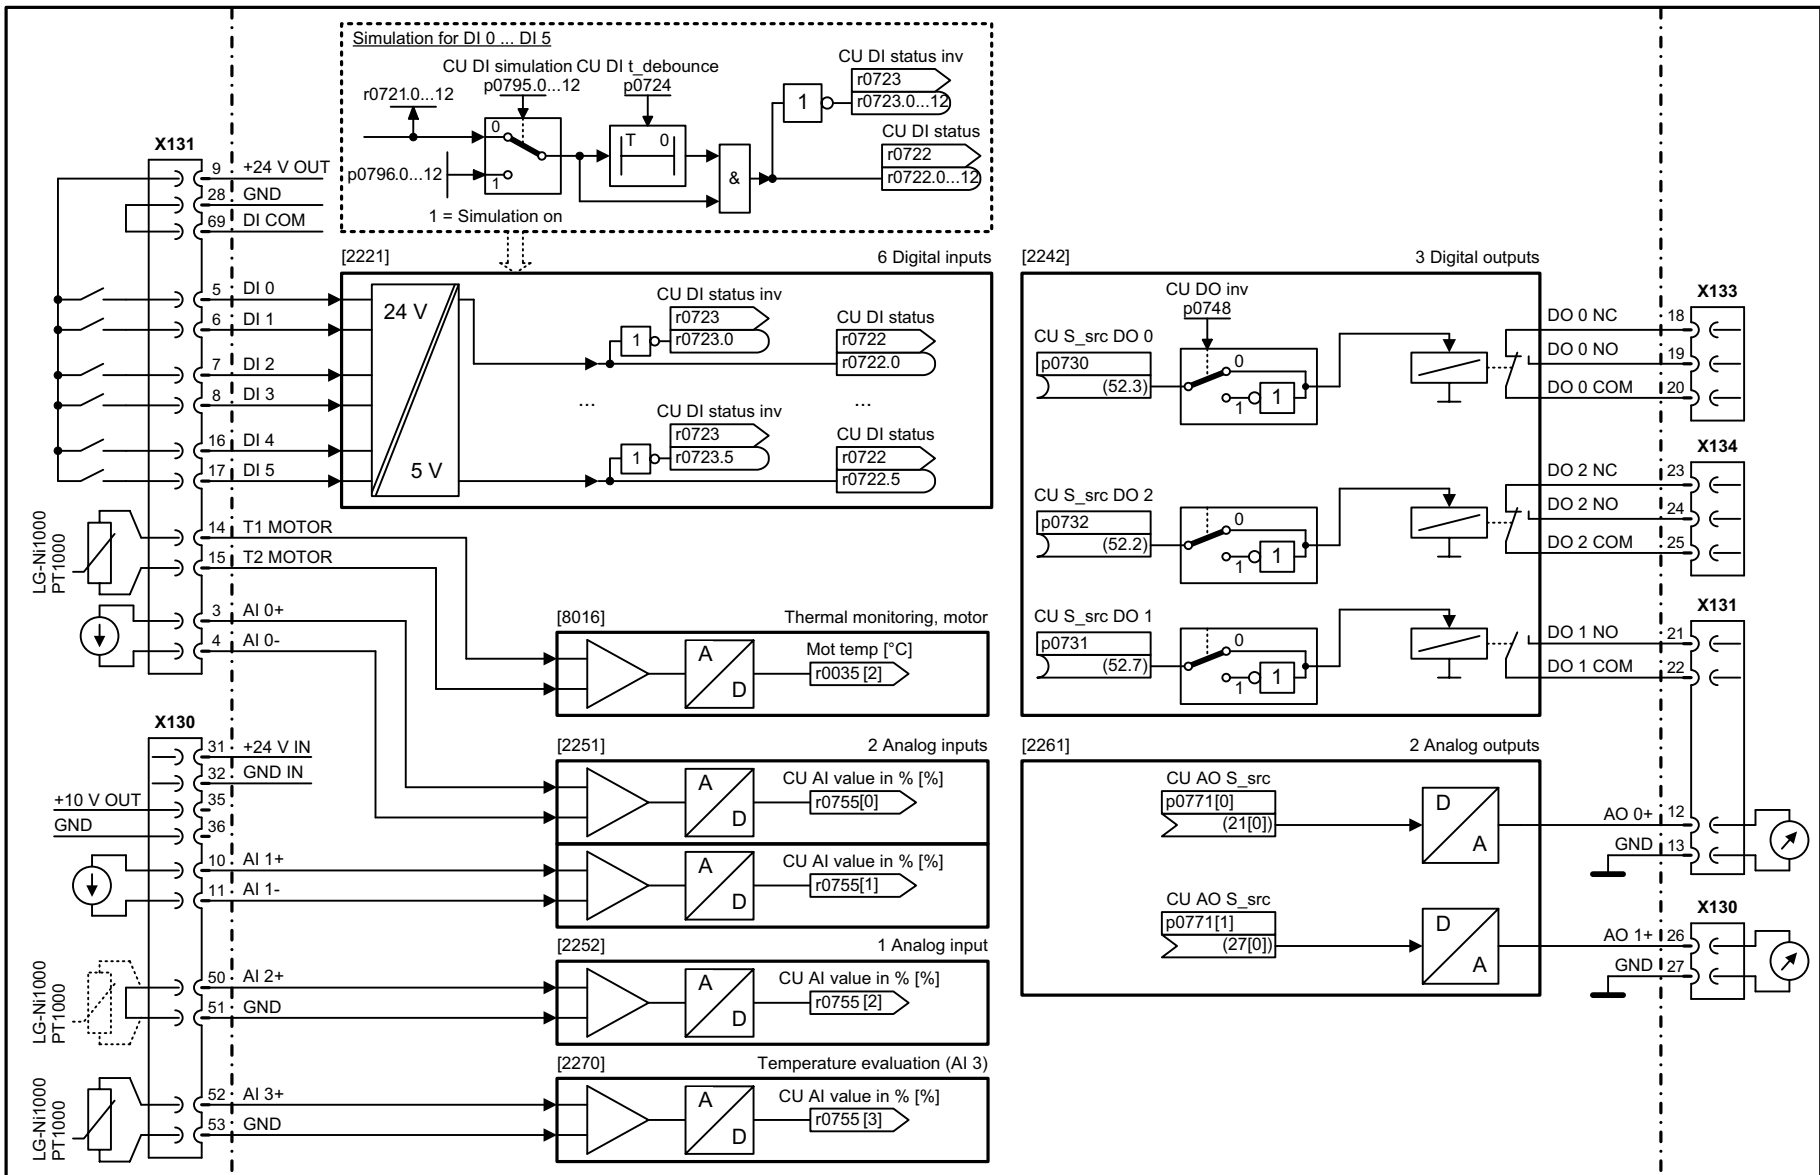 Simulation for DI 0 ... DI 5
CU DI simulation
p0795.0...12
CU DI t_debounce
p0724
r0721.0...12
0
p0796.0...12
1
1 = Simulation on
T 0
&
1
CU DI status inv
r0723
r0723.0...12
CU DI status
r0722
r0722.0...12
X131
9 +24 V OUT
28 GND
69 DI COM
5 DI 0
6 DI 1
7 DI 2
8 DI 3
16 DI 4
17 DI 5
LG-Ni1000
PT1000
14 T1 MOTOR
15 T2 MOTOR
3 AI 0+
4 AI 0-
X130
31 +24 V IN
32 GND IN
+10 V OUT 35
GND 36
10 AI 1+
11 AI 1-
LG-Ni1000
PT1000
50 AI 2+
51 GND
LG-Ni1000
PT1000
52 AI 3+
53 GND
[2221] 6 Digital inputs
24 V
5 V
CU DI status inv
r0723
r0723.0
1
CU DI status
r0722
r0722.0
... ...
CU DI status inv
r0723
r0723.5
1
CU DI status
r0722
r0722.5
[8016] Thermal monitoring, motor
A
D
Mot temp [°C]
r0035 [2]
[2251] 2 Analog inputs
A
D
CU AI value in % [%]
r0755[0]
A
D
CU AI value in % [%]
r0755[1]
[2252] 1 Analog input
A
D
CU AI value in % [%]
r0755 [2]
[2270] Temperature evaluation (AI 3)
A
D
CU AI value in % [%]
r0755 [3]
[2242] 3 Digital outputs
CU DO inv
p0748
CU S_src DO 0
p0730
(52.3)
0
1
1
CU S_src DO 2
p0732
(52.2)
0
1
1
CU S_src DO 1
p0731
(52.7)
0
1
1
X133
DO 0 NC 18
DO 0 NO 19
DO 0 COM 20
X134
DO 2 NC 23
DO 2 NO 24
DO 2 COM 25
X131
DO 1 NO 21
DO 1 COM 22
[2261] 2 Analog outputs
CU AO S_src
p0771[0]
(21[0])
D
A
AO 0+ 12
GND 13
X130
CU AO S_src
p0771[1]
(27[0])
D
A
AO 1+ 26
GND 27